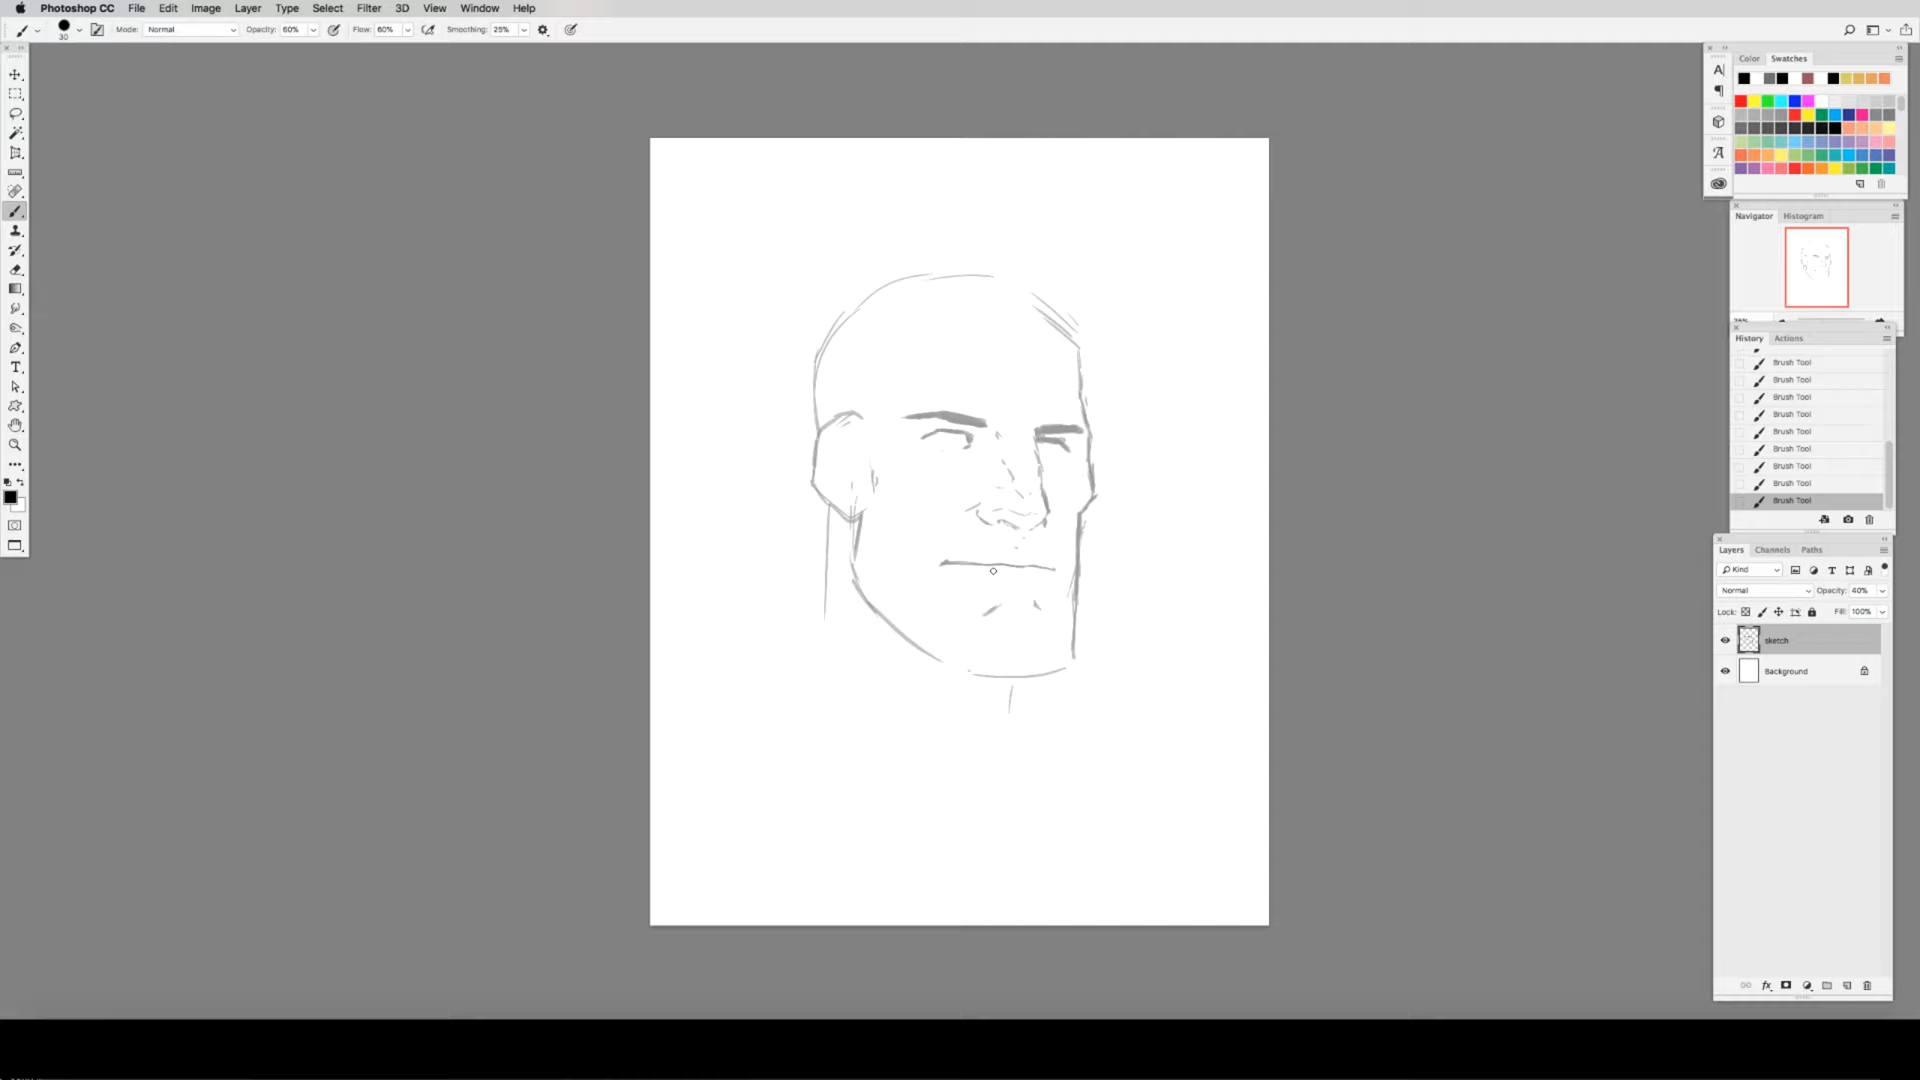 Photoshop CC File Edit Image Layer Type Select Filter 3D View Window Help
30 Mode: Normal Opacity: 60% Flow: 60% Smoothing: 25%
Color Swatches
Navigator Histogram
History Actions
Brush Tool
Brush Tool
Brush Tool
Brush Tool
Brush Tool
Brush Tool
Brush Tool
Brush Tool
Brush Tool
Layers Channels Paths
Kind
Normal Opacity: 40%
Lock: Fill: 100%
sketch
Background